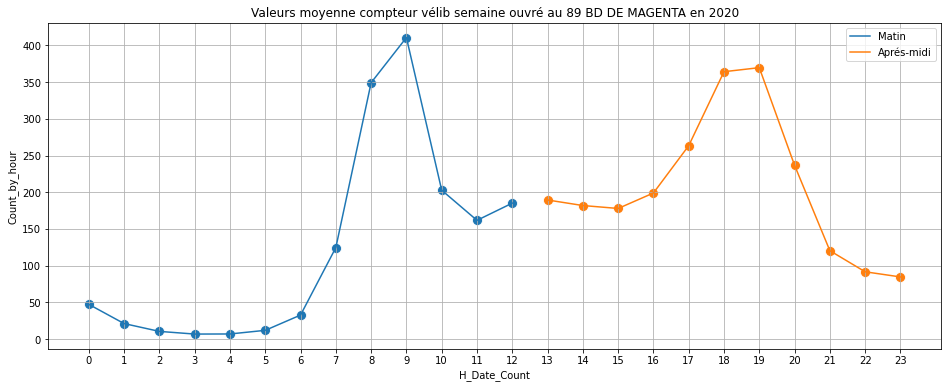 Valeurs moyenne compteur vélib semaine ouvré au 89 BD DE MAGENTA en 2020
Matin
Aprés-midi
Count_by_hour
400
350
300
250
200
150
100
50
0
0 1 2 3 4 5 6 7 8 9 10 11 12 13 14 15 16 17 18 19 20 21 22 23
H_Date_Count